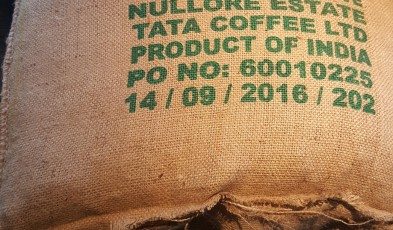 NULLORE ESTATE
TATA COFFEE LTD
PRODUCT OF INDIA
PO NO: 60010225
14 / 09 / 2016 / 202